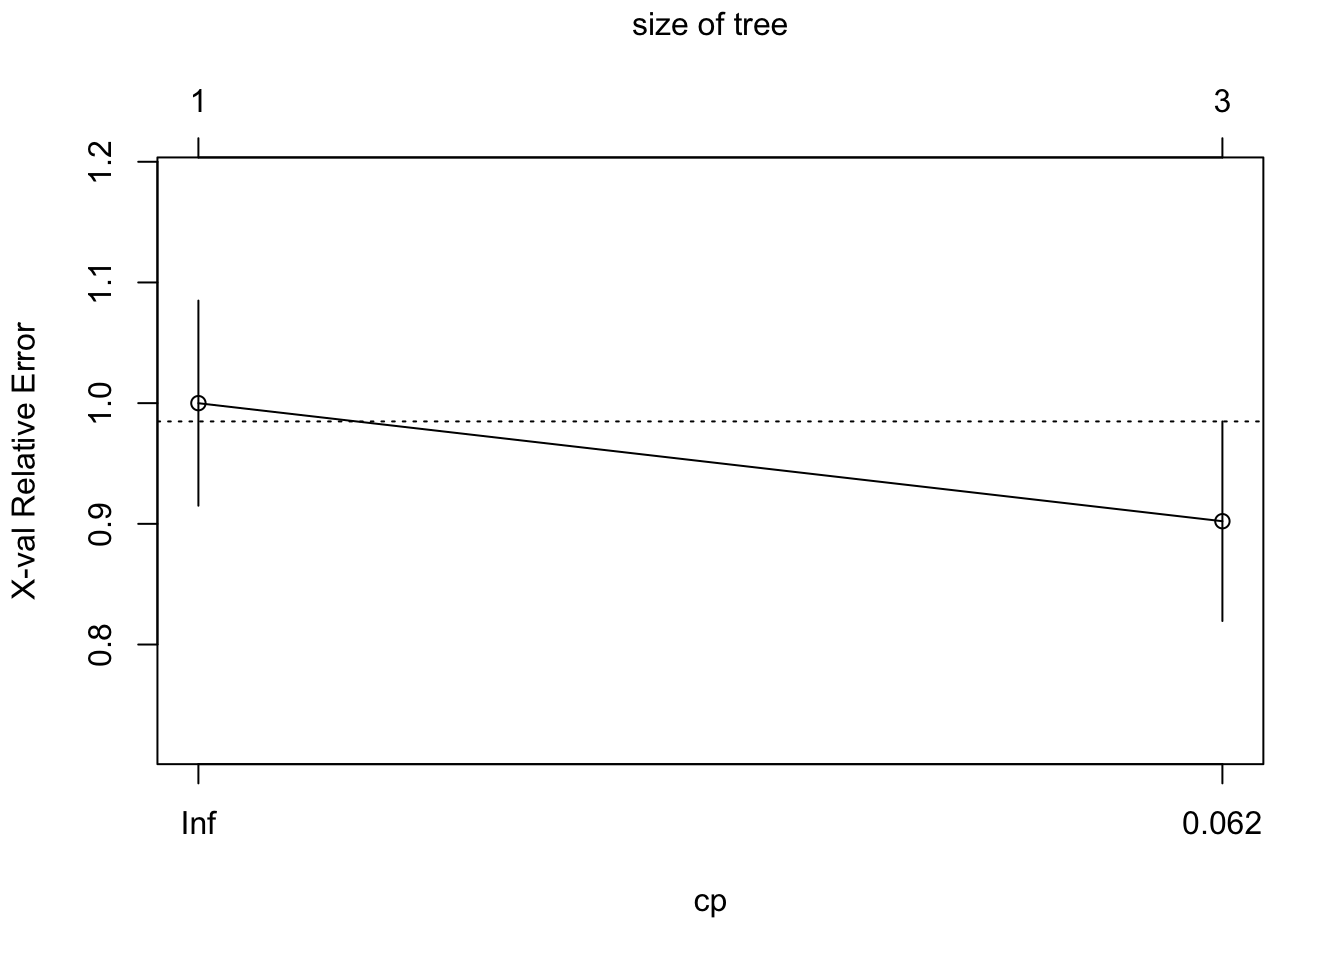 size of tree
1 3
1.2
1.1
1.0
0.9
0.8
X-val Relative Error
Inf 0.062
cp